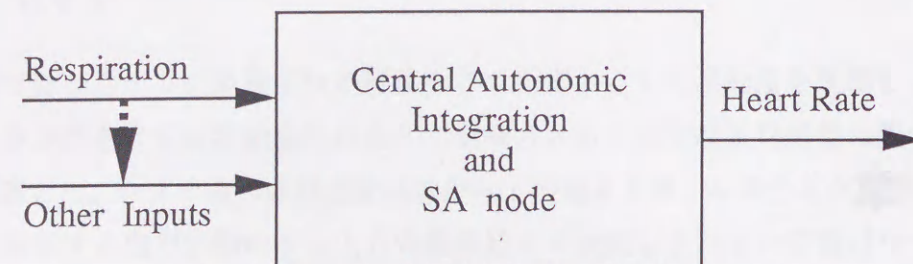 Respiration
Other Inputs
Central Autonomic
Integration
and
SA node
Heart Rate